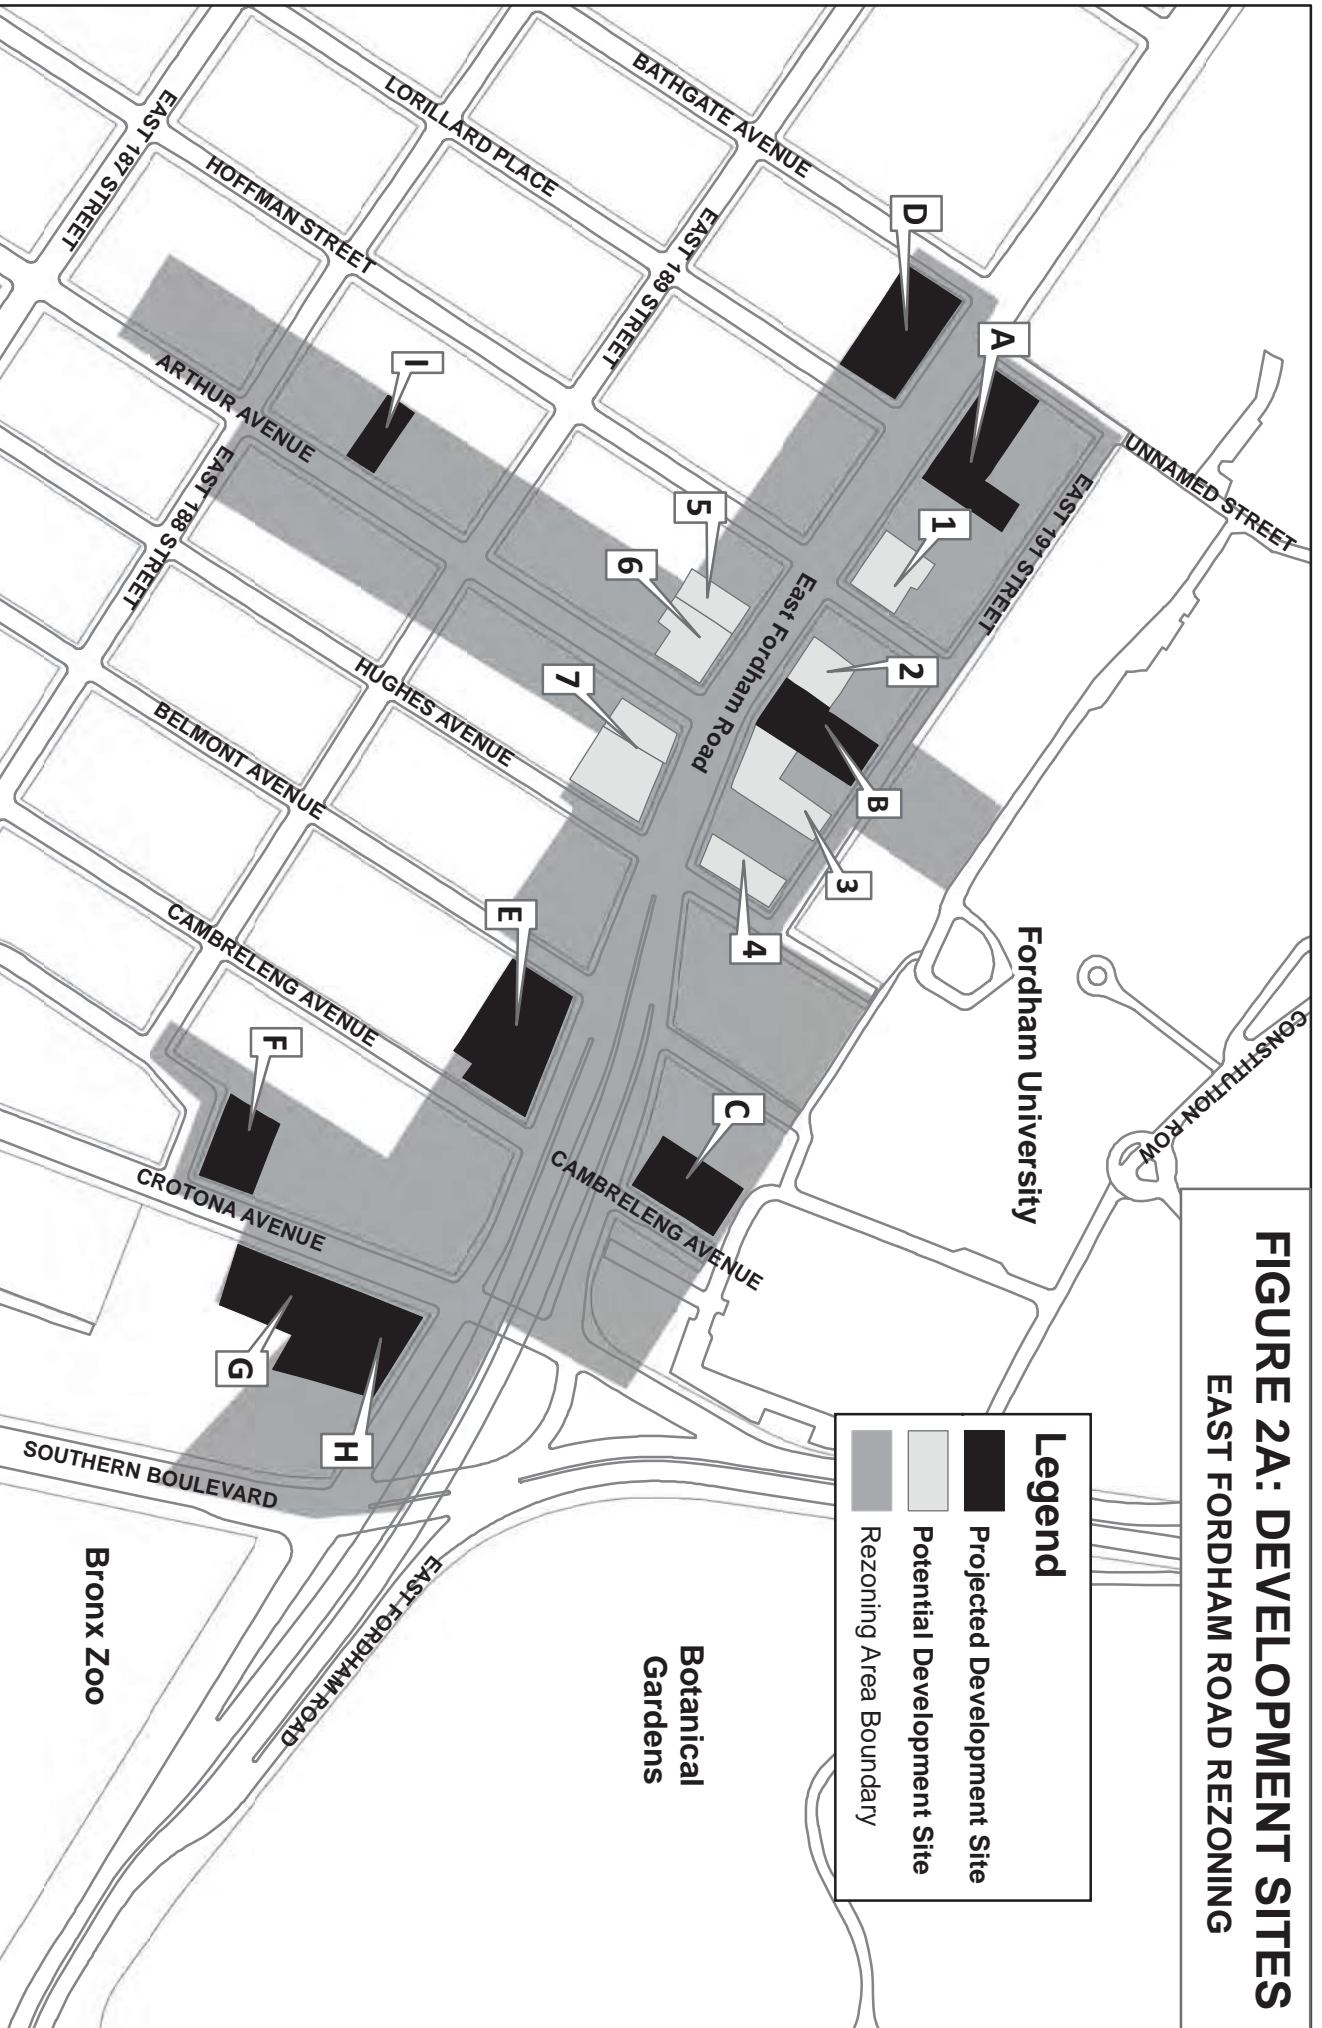 FIGURE 2A: DEVELOPMENT SITES
EAST FORDHAM ROAD REZONING
Legend
Projected Development Site
Potential Development Site
Rezoning Area Boundary
CONSTITUTION ROW
Fordham University
UNNAMED STREET
EAST 191 STREET
BATHGATE AVENUE
LORILLARD PLACE
HOFFMAN STREET
EAST 187 STREET
EAST 189 STREET
ARTHUR AVENUE
EAST 188 STREET
HUGHES AVENUE
BELMONT AVENUE
CAMBRELENG AVENUE
East Fordham Road
CAMBRELENG AVENUE
CROTONA AVENUE
SOUTHERN BOULEVARD
EAST FORDHAM ROAD
Botanical
Gardens
Bronx Zoo
D
A
1
I
5
6
2
7
B
3
4
E
F
C
G
H